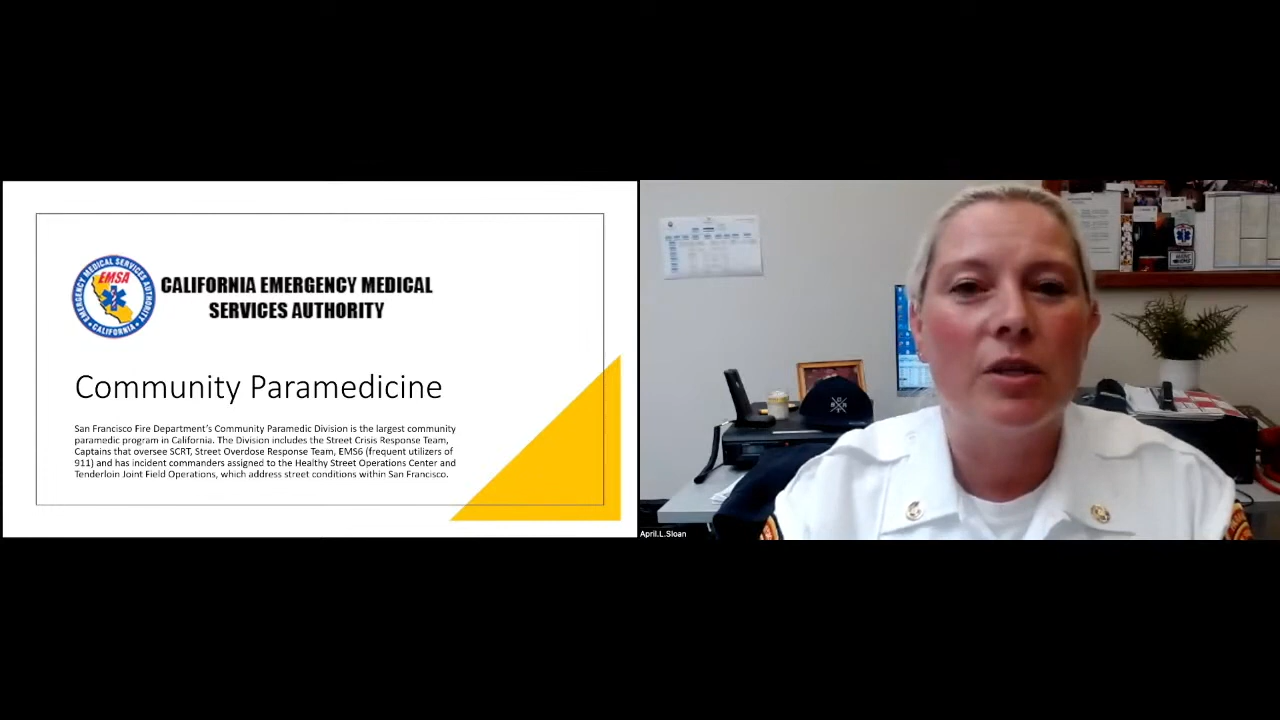 EMERGENCY MEDICAL SERVICES AUTHORITY
EMSA
CALIFORNIA
CALIFORNIA EMERGENCY MEDICAL
SERVICES AUTHORITY
Community Paramedicine
San Francisco Fire Department's Community Paramedic Division is the largest community
paramedic program in California. The Division includes the Street Crisis Response Team,
Captains that oversee SCRT, Street Overdose Response Team, EMS6 (frequent utilizers of
911) and has incident commanders assigned to the Healthy Street Operations Center and
Tenderloin Joint Field Operations, which address street conditions within San Francisco.
April.L.Sloan